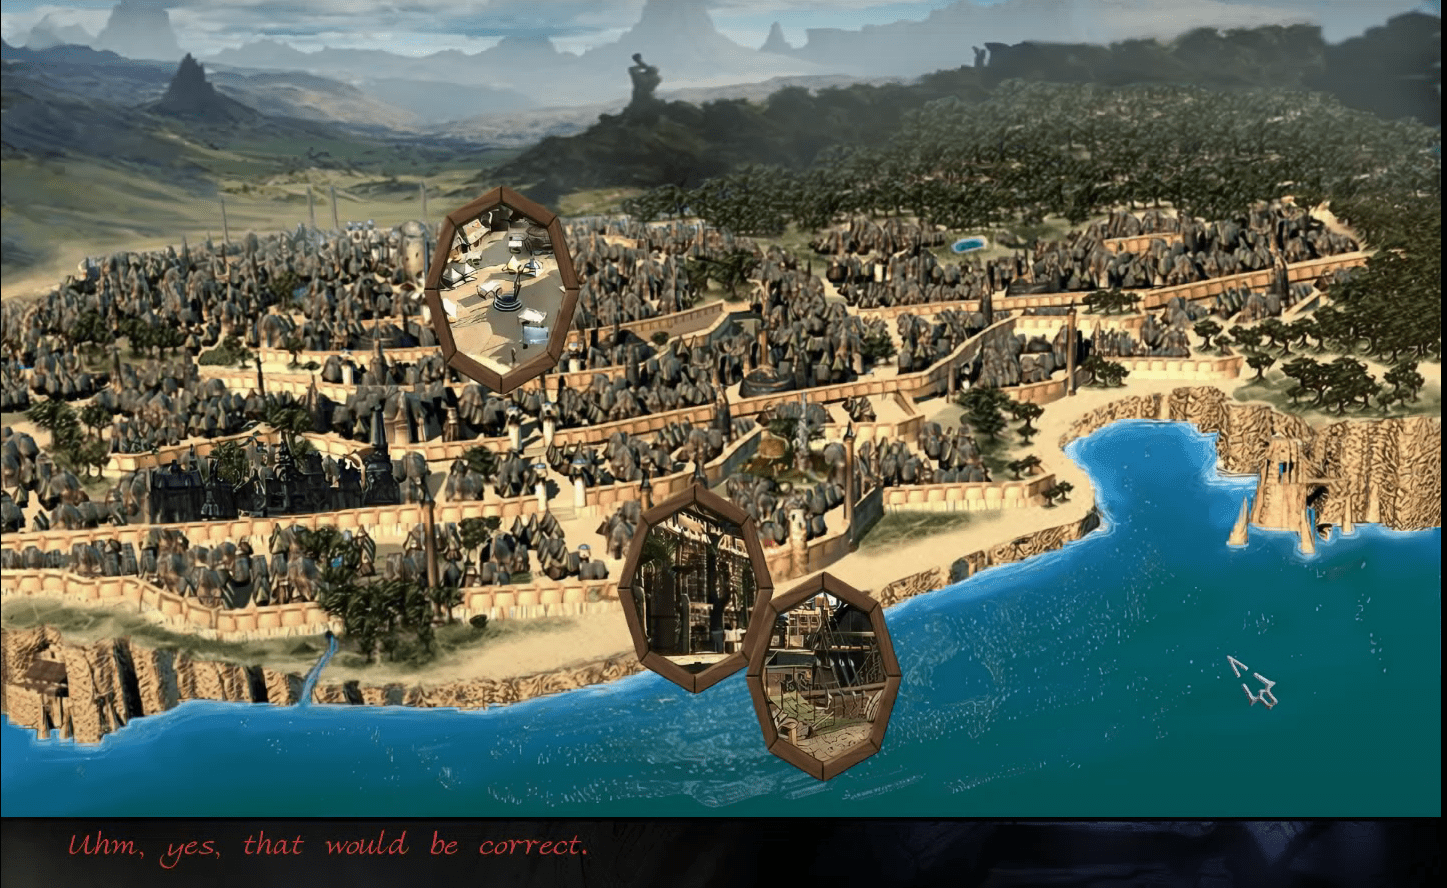 Uhm, yes, that would be correct.